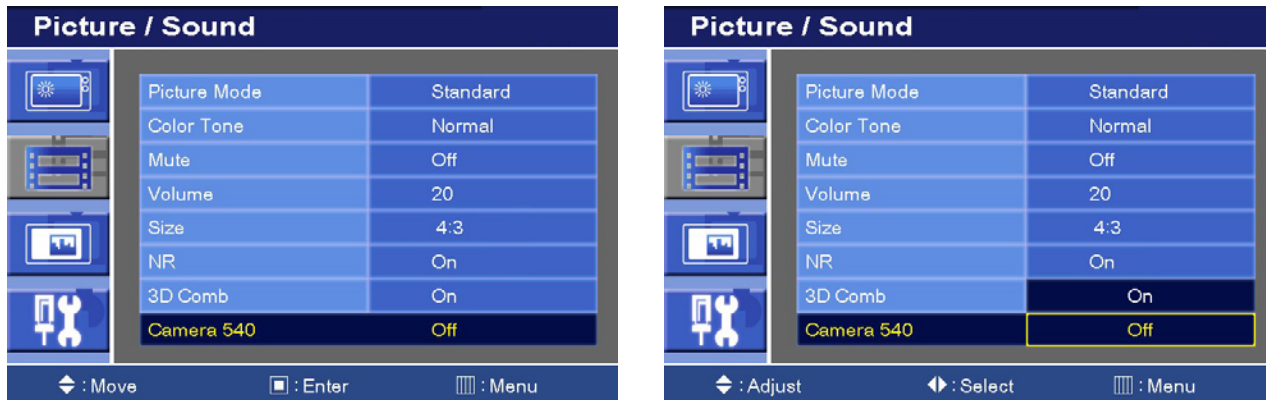 Picture / Sound
Picture Mode Standard
Color Tone Normal
Mute Off
Volume 20
Size 4:3
NR On
3D Comb On
Camera 540 Off
: Move : Enter : Menu
Picture / Sound
Picture Mode Standard
Color Tone Normal
Mute Off
Volume 20
Size 4:3
NR On
3D Comb On
Camera 540 Off
: Adjust : Select : Menu